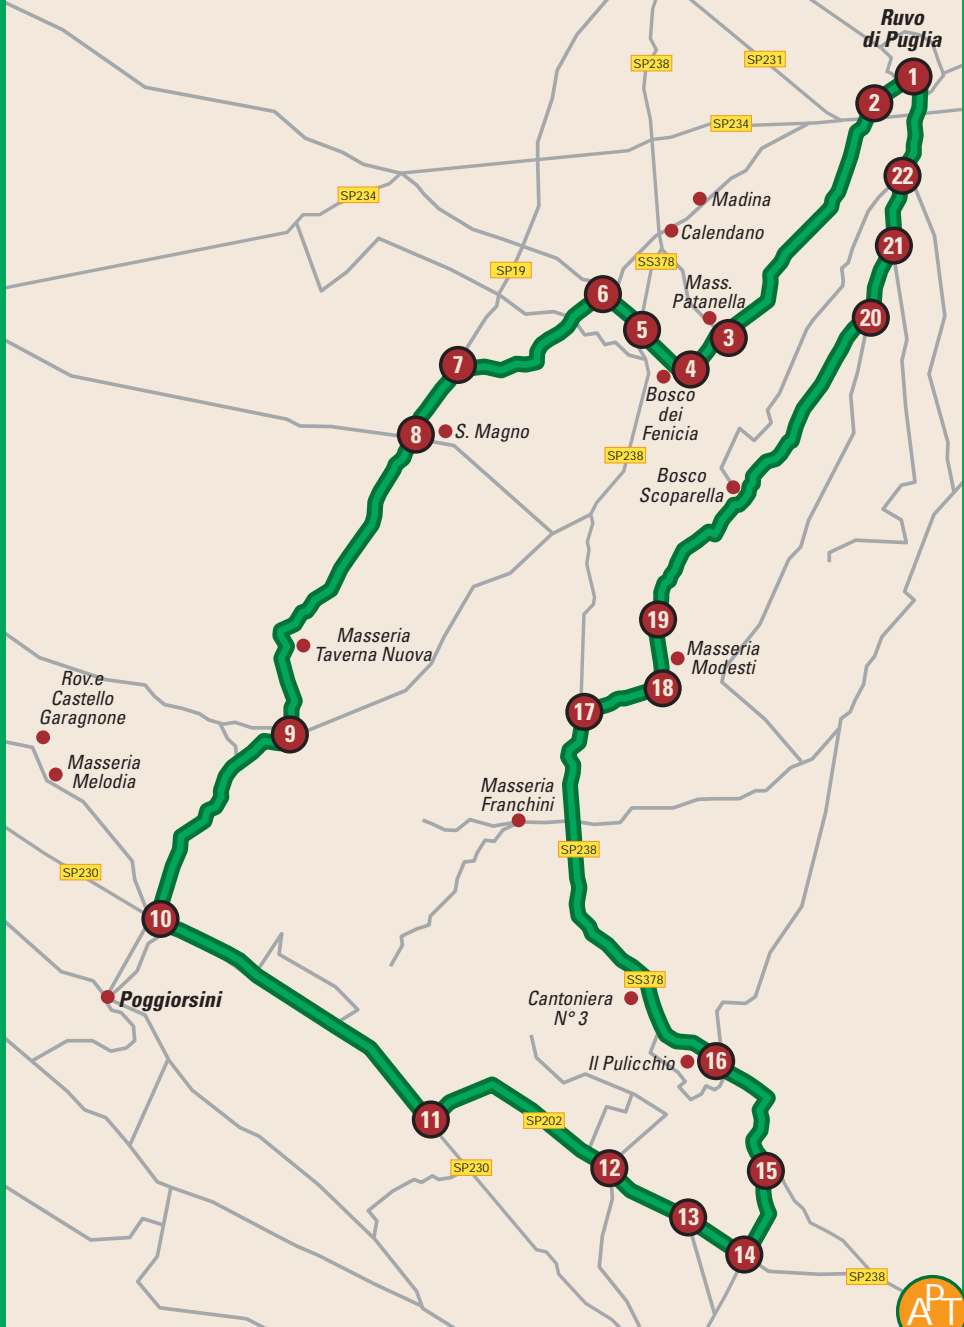 Ruvo
di Puglia
1
SP231
SP238
2
SP234
22
SP234
Madina
Calendano
21
SS378
SP19
Mass.
Patanella
6
20
5
3
7
4
Bosco
dei
Fenicia
8
S. Magno
SP238
Bosco
Scoparella
19
Masseria
Taverna Nuova
Masseria
Modesti
Rov.e
Castello
Garagnone
18
17
9
Masseria
Melodia
Masseria
Franchini
SP238
SP230
10
SS378
Poggiorsini
Cantoniera
N° 3
Il Pulicchio
16
11
SP202
SP230
12
15
13
14
SP238
APT